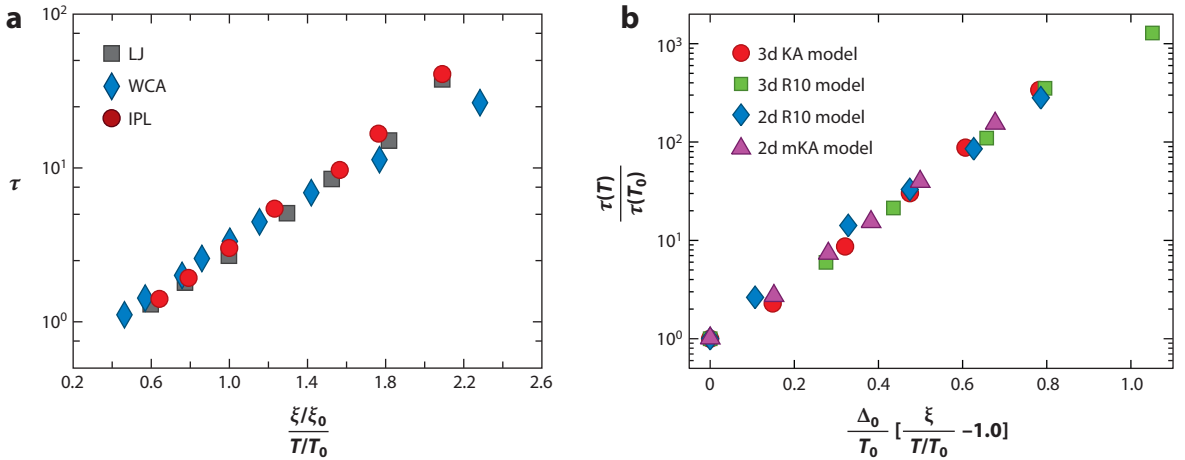 a
10²
10¹
10⁰
τ
LJ
WCA
IPL
0.2 0.6 1.0 1.4 1.8 2.2 2.6
ξ/ξ₀
T/T₀
b
10³
10²
10¹
10⁰
τ(T)
τ(T₀)
3d KA model
3d R10 model
2d R10 model
2d mKA model
0 0.2 0.4 0.6 0.8 1.0
Δ₀ ξ
[ –1.0]
T₀ T/T₀